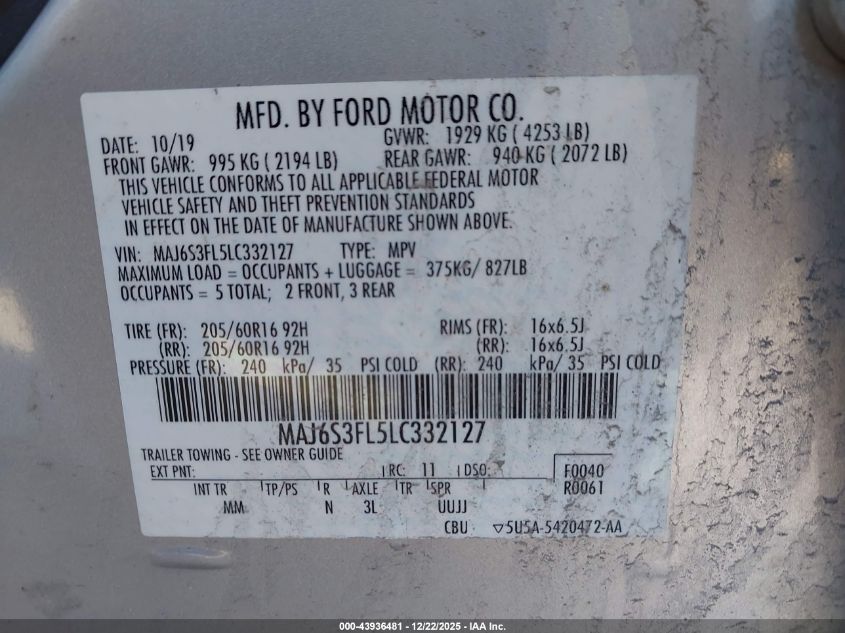 MFD. BY FORD MOTOR CO.
DATE: 10/19 GVWR: 1929 KG ( 4253 LB)
FRONT GAWR: 995 KG ( 2194 LB) REAR GAWR: 940 KG ( 2072 LB)
THIS VEHICLE CONFORMS TO ALL APPLICABLE FEDERAL MOTOR
VEHICLE SAFETY AND THEFT PREVENTION STANDARDS
IN EFFECT ON THE DATE OF MANUFACTURE SHOWN ABOVE.
VIN: MAJ6S3FL5LC332127 TYPE: MPV
MAXIMUM LOAD = OCCUPANTS + LUGGAGE = 375KG/ 827LB
OCCUPANTS = 5 TOTAL; 2 FRONT, 3 REAR
TIRE (FR): 205/60R16 92H RIMS (FR): 16x6.5J
(RR): 205/60R16 92H (RR): 16x6.5J
PRESSURE (FR): 240 kPa/ 35 PSI COLD (RR): 240 kPa/ 35 PSI COLD
MAJ6S3FL5LC332127
TRAILER TOWING - SEE OWNER GUIDE
EXT PNT: RC: 11 DSO: F0040
INT TR TP/PS R AXLE TR SPR R0061
MM N 3L UUJJ
CBU ▽5U5A-5420472-AA
000-43936481 - 12/22/2025 - IAA Inc.